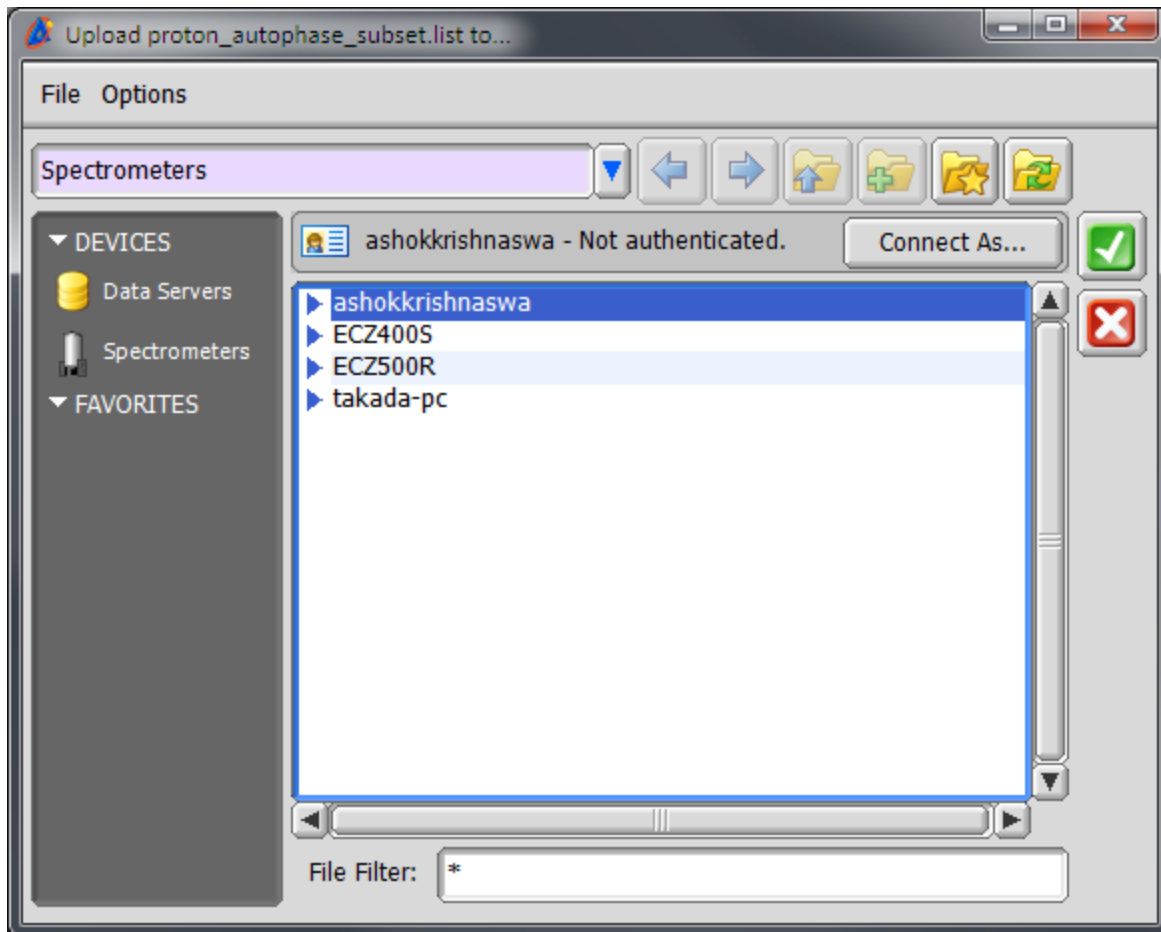 Upload proton_autophase_subset.list to...
File Options
Spectrometers
DEVICES
Data Servers
Spectrometers
FAVORITES
ashokkrishnaswa - Not authenticated.
Connect As...
ashokkrishnaswa
ECZ400S
ECZ500R
takada-pc
File Filter: *